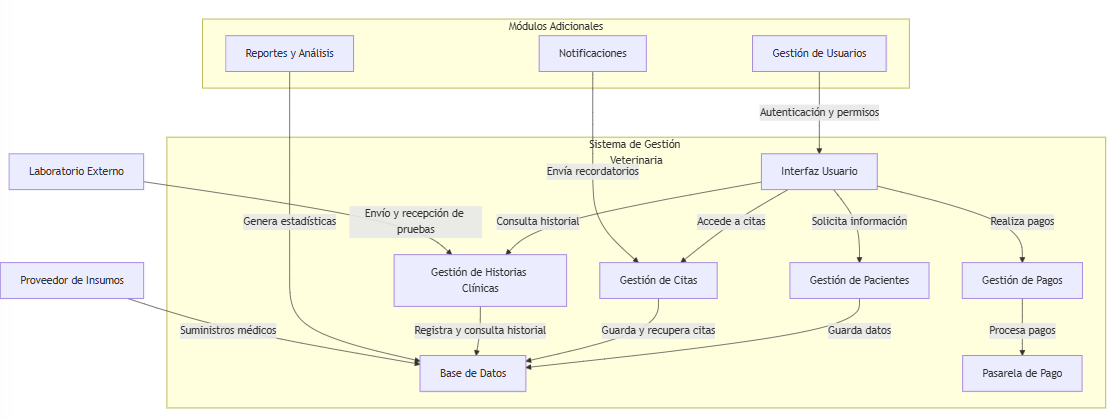 Módulos Adicionales
Reportes y Análisis
Notificaciones
Gestión de Usuarios
Autenticación y permisos
Sistema de Gestión
Veterinaria
Laboratorio Externo
Envía recordatorios
Interfaz Usuario
Envío y recepción de
pruebas
Genera estadísticas
Consulta historial
Accede a citas
Solicita información
Realiza pagos
Proveedor de Insumos
Gestión de Historias
Clínicas
Gestión de Citas
Gestión de Pacientes
Gestión de Pagos
Suministros médicos
Registra y consulta historial
Guarda y recupera citas
Guarda datos
Procesa pagos
Base de Datos
Pasarela de Pago